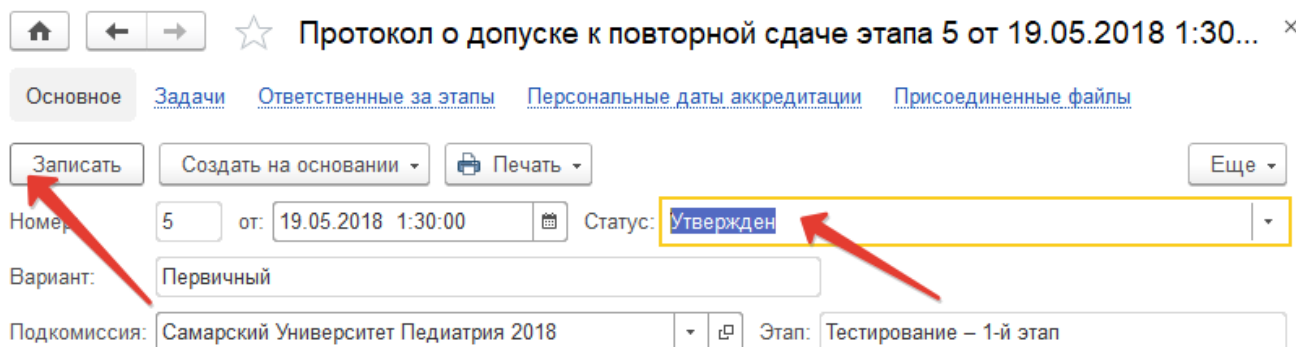 Протокол о допуске к повторной сдаче этапа 5 от 19.05.2018 1:30...
Основное Задачи Ответственные за этапы Персональные даты аккредитации Присоединенные файлы
Записать Создать на основании Печать Еще
Номер 5 от: 19.05.2018 1:30:00 Статус: Утвержден
Вариант: Первичный
Подкомиссия: Самарский Университет Педиатрия 2018 Этап: Тестирование – 1-й этап